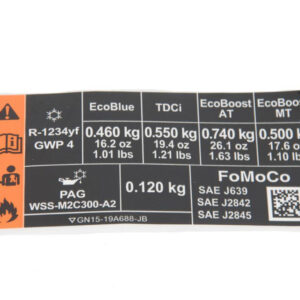 EcoBlue TDCi EcoBoost AT EcoBoost MT
R-1234yf GWP 4
0.460 kg 0.550 kg 0.740 kg 0.500
16.2 oz 19.4 oz 26.1 oz 17.6 o
1.01 lbs 1.21 lbs 1.63 lbs 1.10 lb
PAG
WSS-M2C300-A2
0.120 kg
FoMoCo
SAE J639
SAE J2842
SAE J2845
GN15-19A688-JB